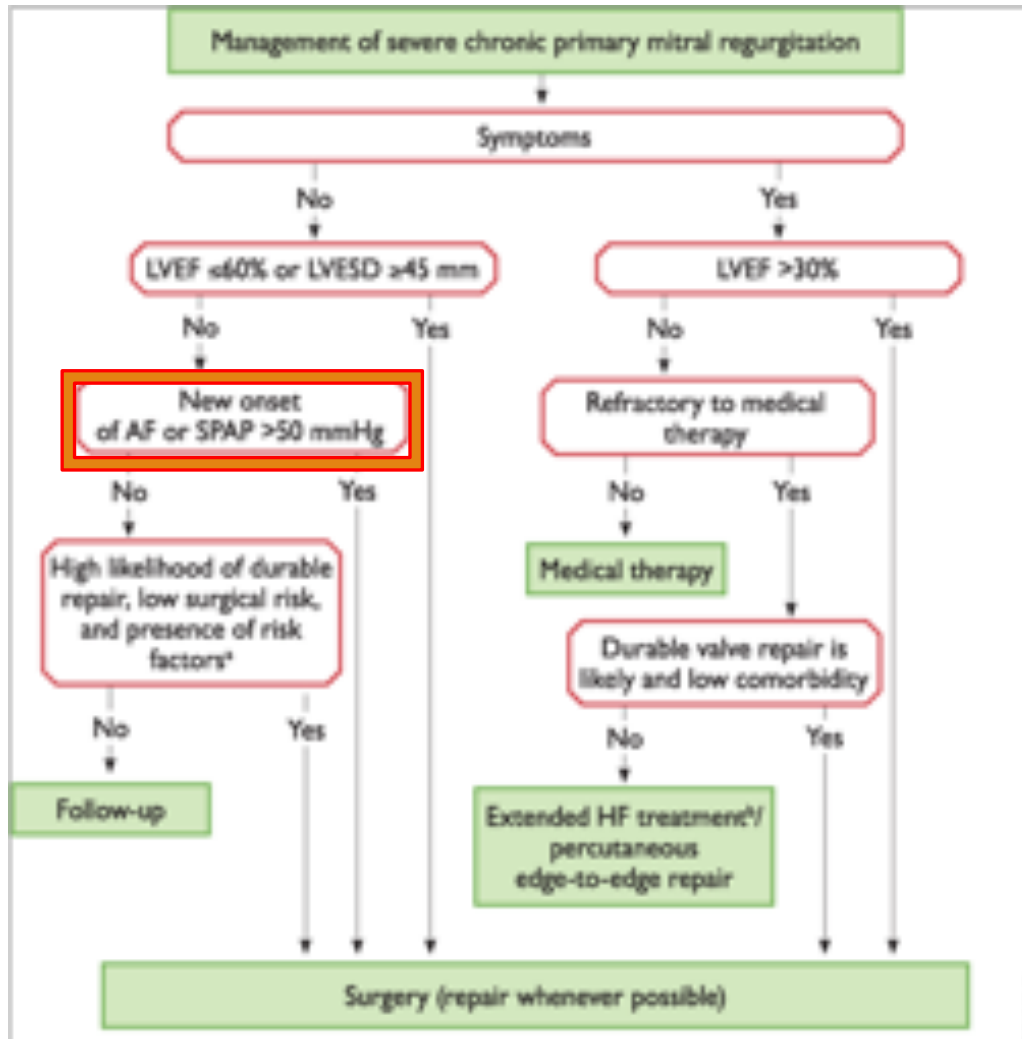 Management of severe chronic primary mitral regurgitation
Symptoms
No
Yes
LVEF ≤60% or LVESD ≥45 mm
LVEF >30%
No
Yes
No
Yes
New onset
of AF or SPAP >50 mmHg
Refractory to medical
therapy
No
Yes
No
Yes
High likelihood of durable
repair, low surgical risk,
and presence of risk
factorsᵃ
Medical therapy
Durable valve repair is
likely and low comorbidity
No
Yes
No
Yes
Follow-up
Extended HF treatmentᵇ/
percutaneous
edge-to-edge repair
Surgery (repair whenever possible)